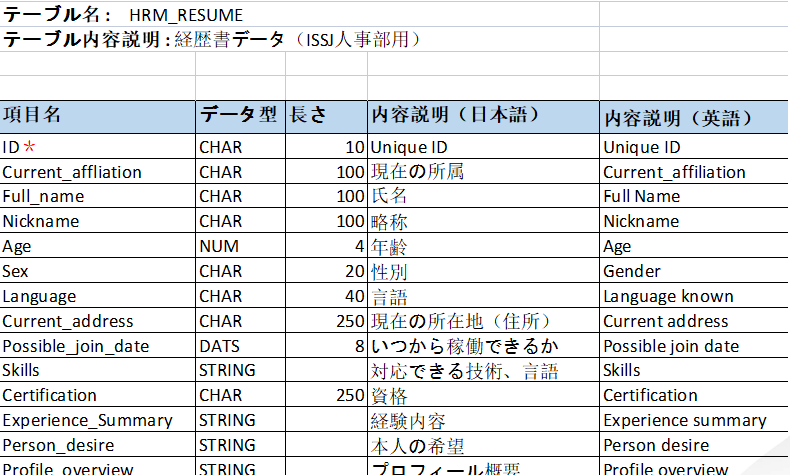 テーブル名： HRM_RESUME
テーブル内容説明：経歴書データ（ISSJ人事部用）
項目名 データ型 長さ 内容説明（日本語） 内容説明（英語）
ID＊ CHAR 10 Unique ID Unique ID
Current_affliation CHAR 100 現在の所属 Current_affiliation
Full_name CHAR 100 氏名 Full Name
Nickname CHAR 100 略称 Nickname
Age NUM 4 年齢 Age
Sex CHAR 20 性別 Gender
Language CHAR 40 言語 Language known
Current_address CHAR 250 現在の所在地（住所） Current address
Possible_join_date DATS 8 いつから稼働できるか Possible join date
Skills STRING 対応できる技術、言語 Skills
Certification CHAR 250 資格 Certification
Experience_Summary STRING 経験内容 Experience summary
Person_desire STRING 本人の希望 Person desire
Profile_overview STRING プロフィール概要 Profile overview